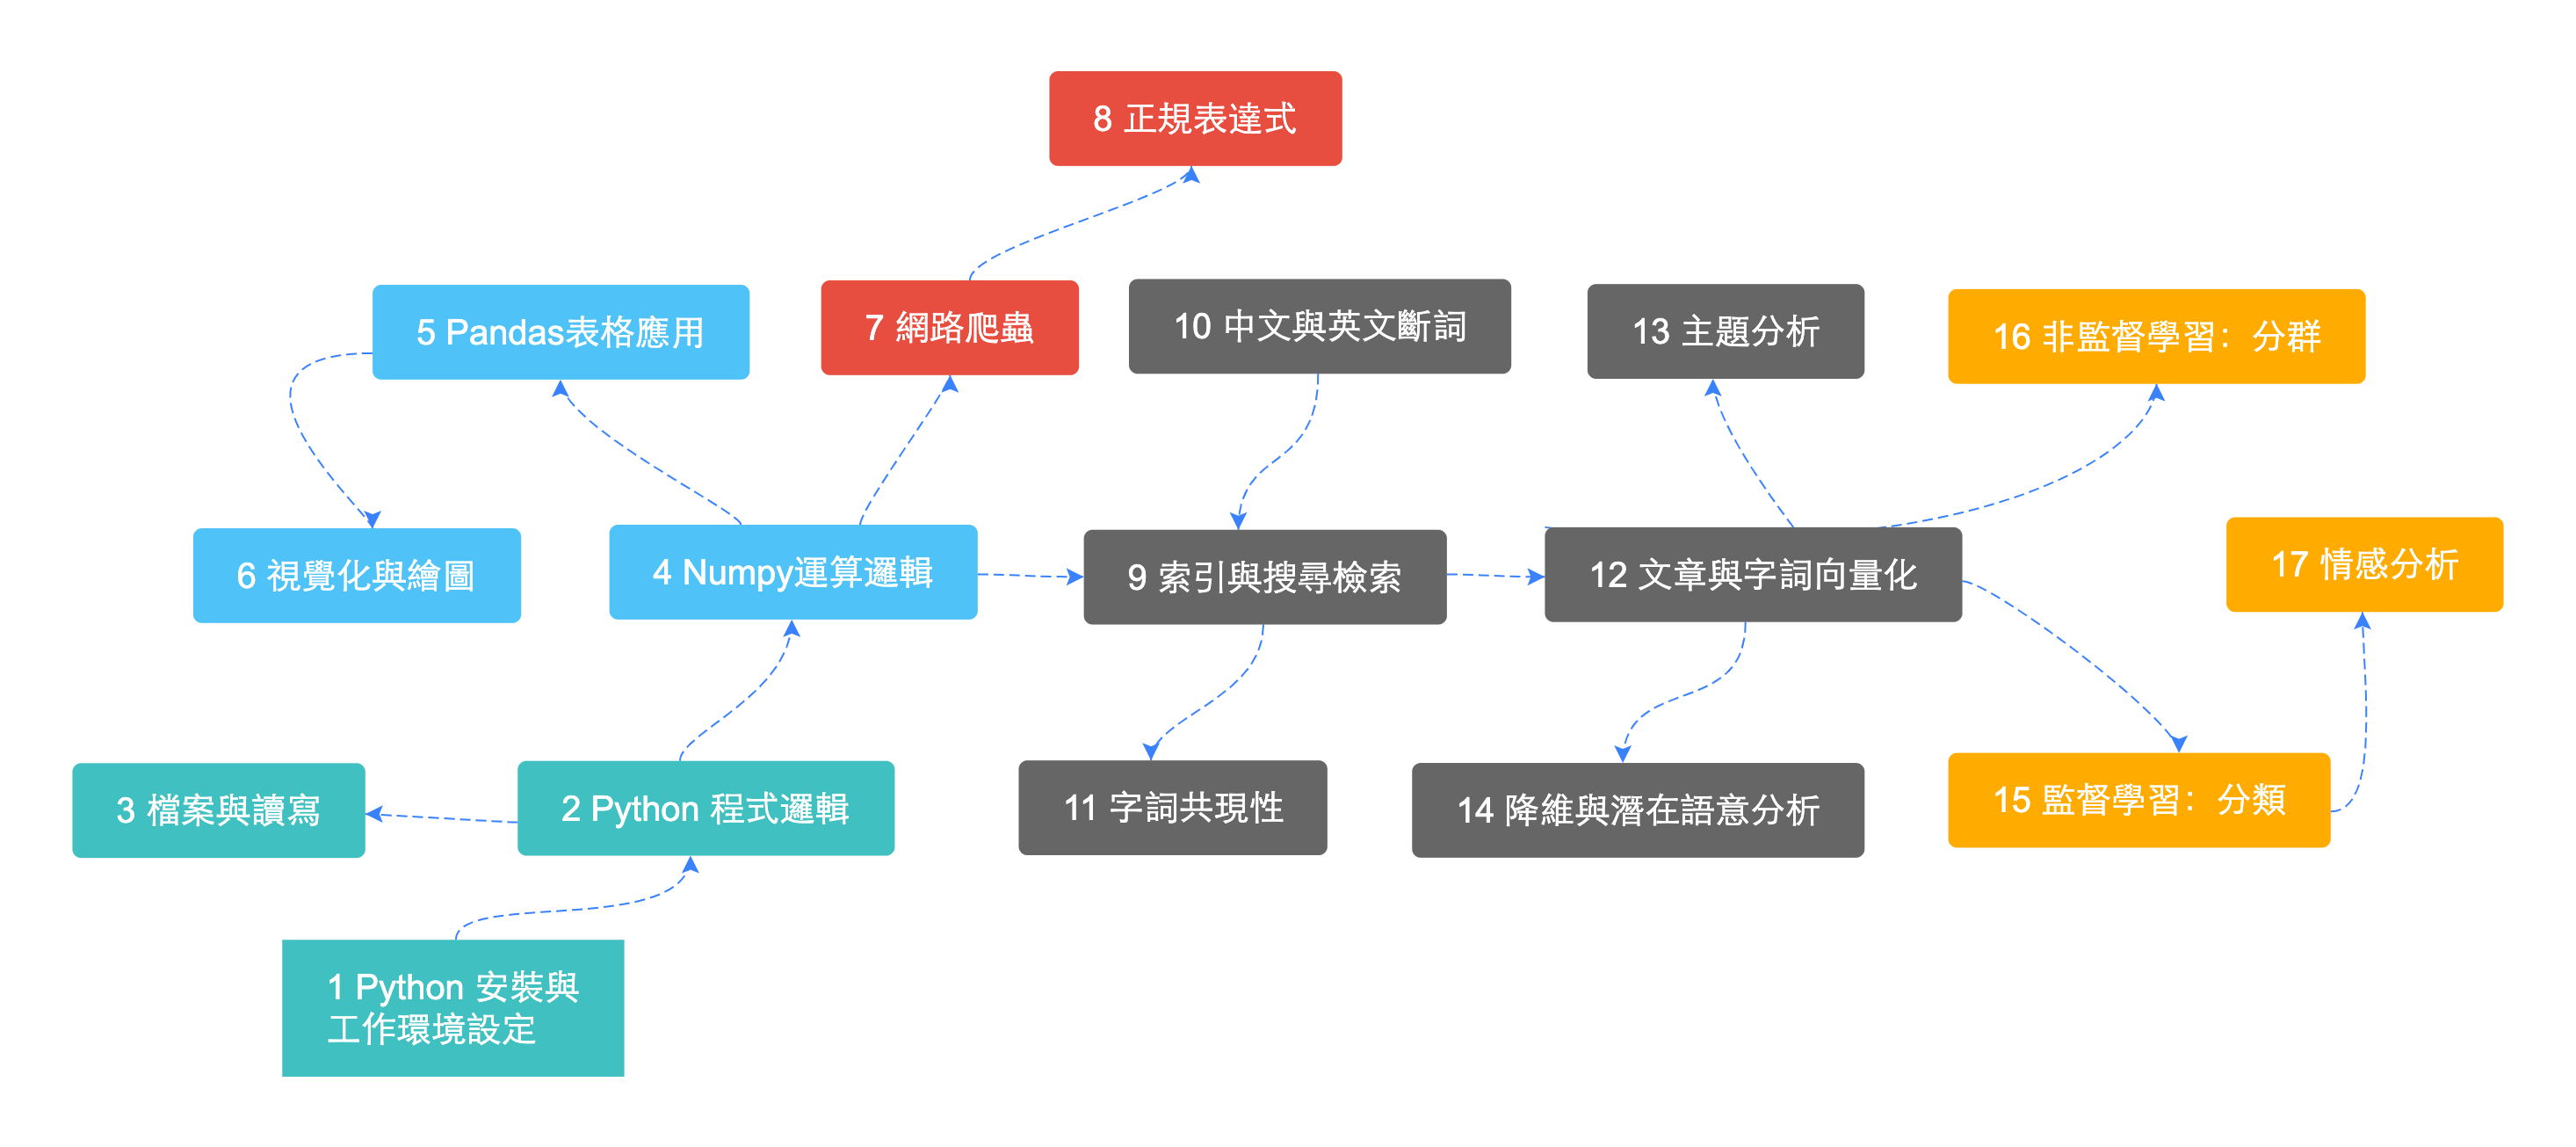 8 正規表達式
5 Pandas表格應用
7 網路爬蟲
10 中文與英文斷詞
13 主題分析
16 非監督學習：分群
6 視覺化與繪圖
4 Numpy運算邏輯
9 索引與搜尋檢索
12 文章與字詞向量化
17 情感分析
3 檔案與讀寫
2 Python 程式邏輯
11 字詞共現性
14 降維與潛在語意分析
15 監督學習：分類
1 Python 安裝與
工作環境設定